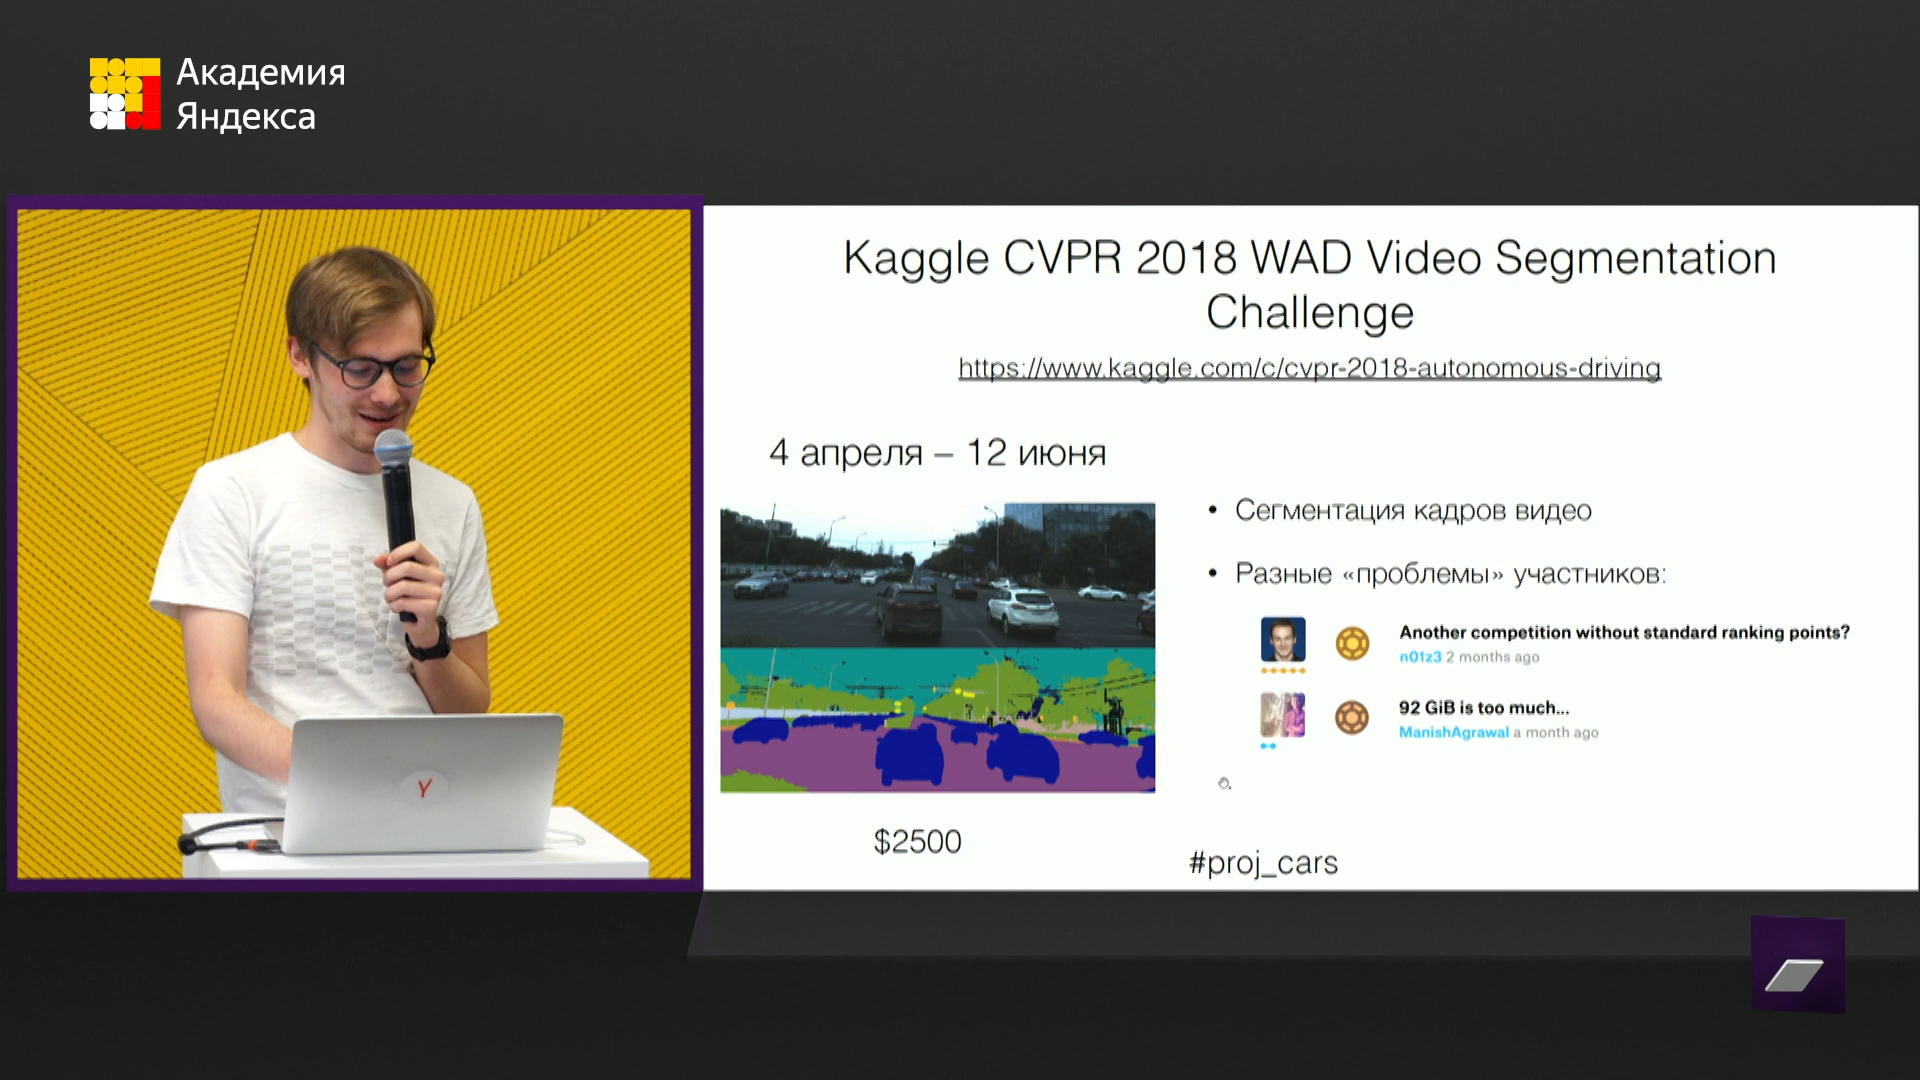 Академия
Яндекса
Kaggle CVPR 2018 WAD Video Segmentation
Challenge
https://www.kaggle.com/c/cvpr-2018-autonomous-driving
4 апреля – 12 июня
• Сегментация кадров видео
• Разные «проблемы» участников:
Another competition without standard ranking points?
n01z3 2 months ago
92 GiB is too much...
ManishAgrawal a month ago
$2500
#proj_cars
Y